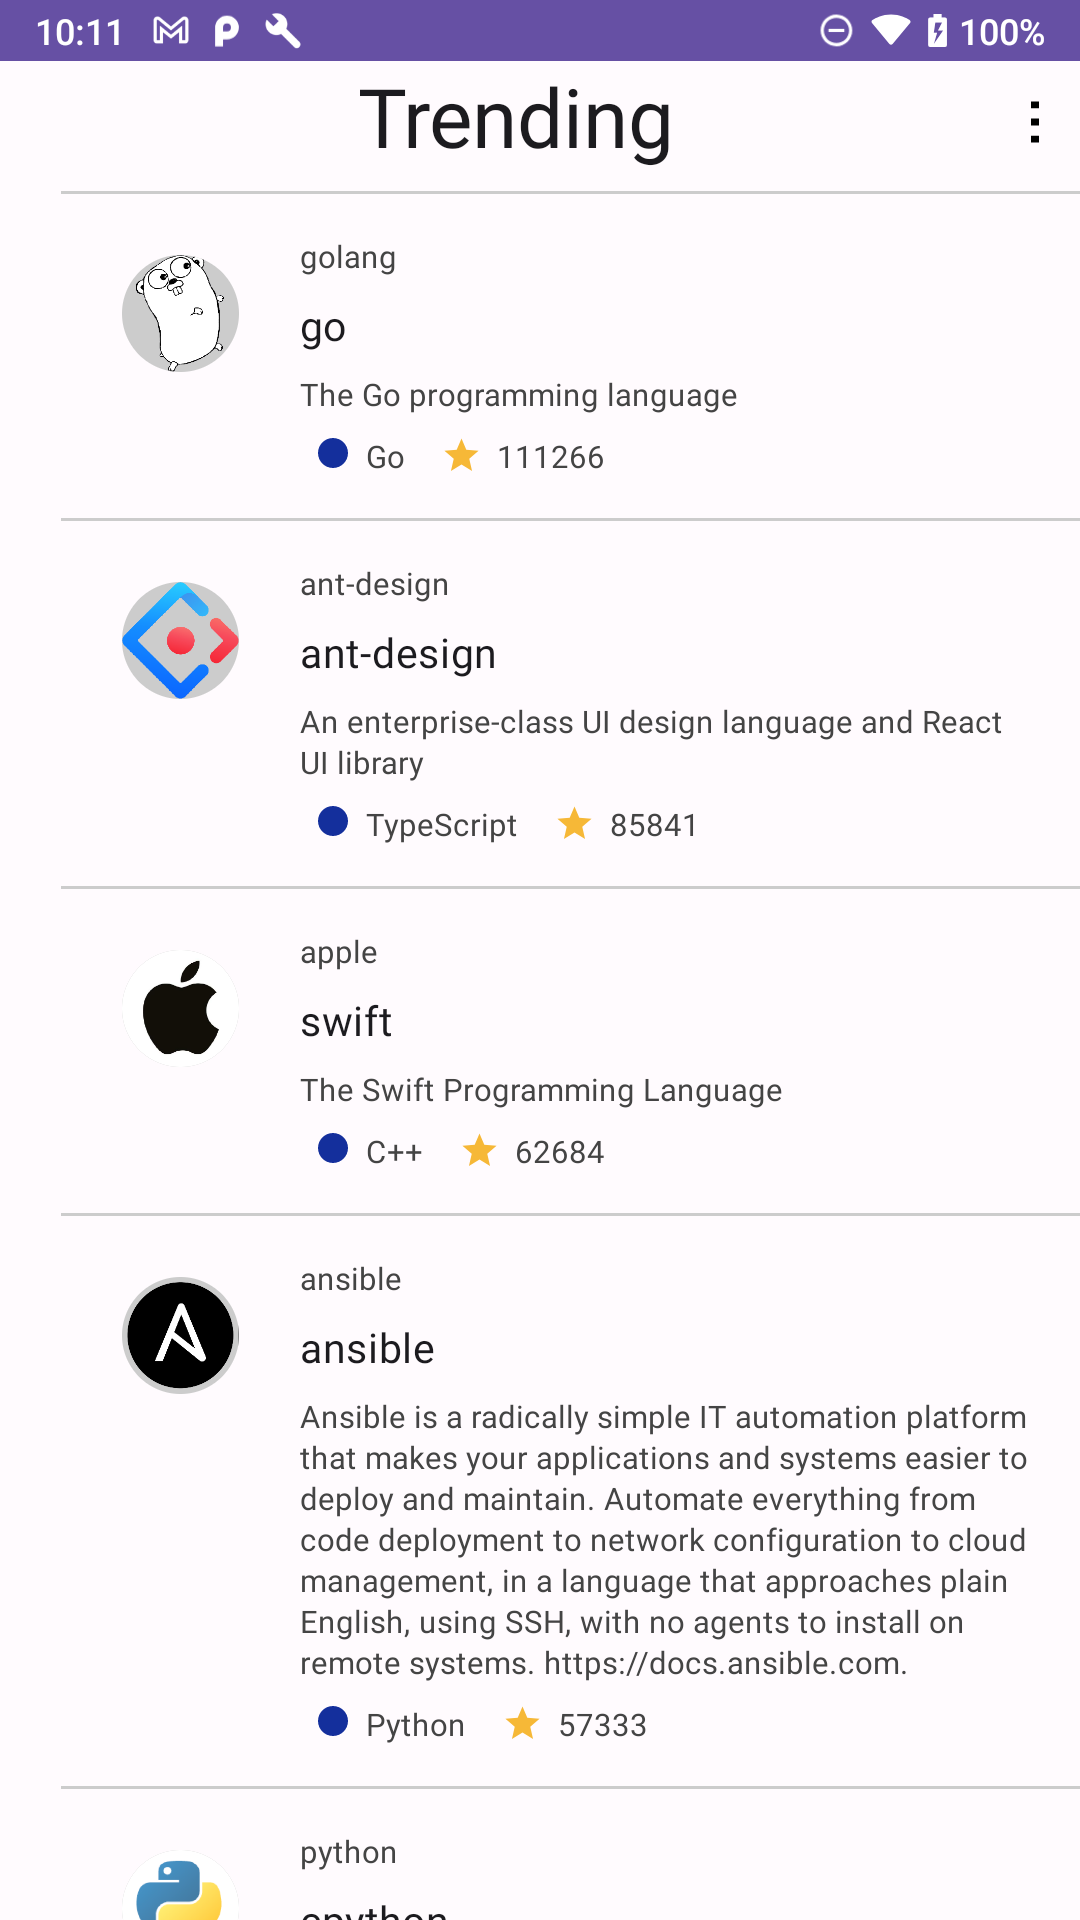 10:11 100%
Trending
golang
go
The Go programming language
Go 111266
ant-design
ant-design
An enterprise-class UI design language and React
UI library
TypeScript 85841
apple
swift
The Swift Programming Language
C++ 62684
ansible
ansible
Ansible is a radically simple IT automation platform
that makes your applications and systems easier to
deploy and maintain. Automate everything from
code deployment to network configuration to cloud
management, in a language that approaches plain
English, using SSH, with no agents to install on
remote systems. https://docs.ansible.com.
Python 57333
python
cpython